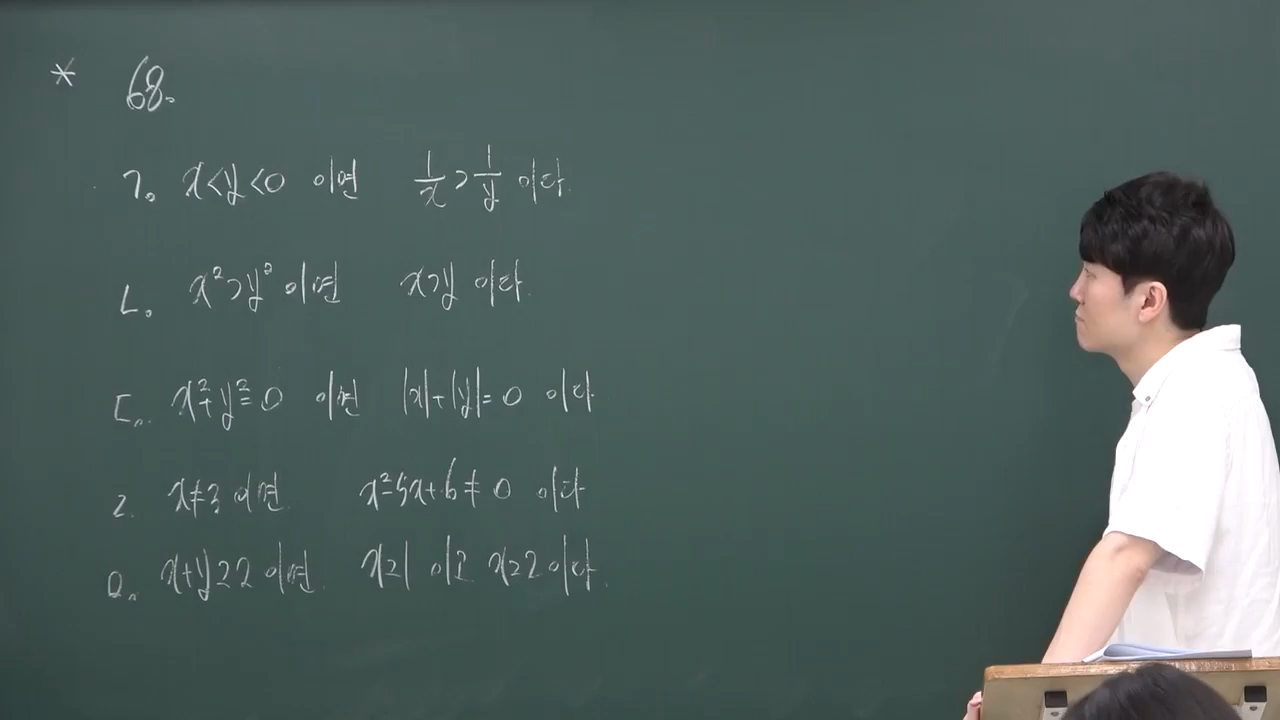 * 68.
ㄱ. x<y<0 이면 1/x > 1/y 이다.
ㄴ. x²>y² 이면 x>y 이다.
ㄷ. x²+y²=0 이면 |x|+|y|=0 이다
ㄹ. x≠3 이면 x²-5x+6≠0 이다
ㅁ. x+y≥2 이면 x≥1 이고 x≥2 이다.